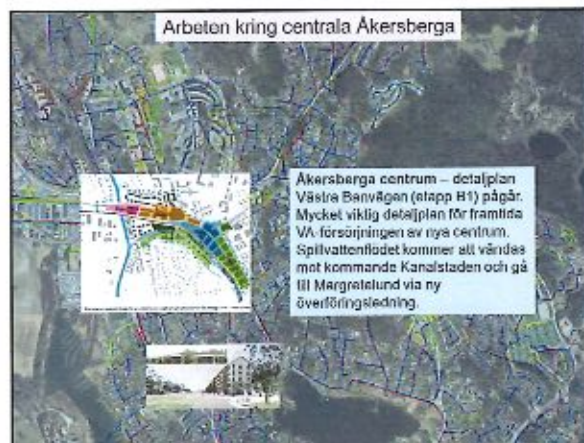 Arbeten kring centrala Åkersberga
Åkersberga centrum – detaljplan
Västra Banvägen (etapp B1) pågår.
Mycket viktig detaljplan för framtida
VA-försörjningen av nya centrum.
Spillvattenflödet kommer att vändas
mot kommande Kanalstaden och gå
till Margretelund via ny
överföringsledning.